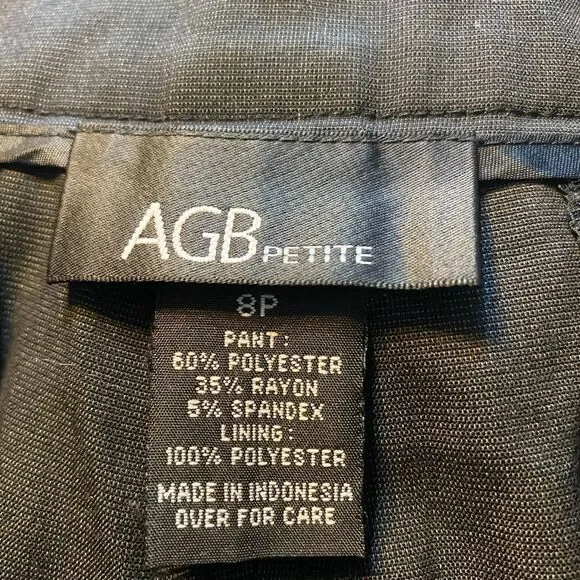 AGB PETITE
8P
PANT:
60% POLYESTER
35% RAYON
5% SPANDEX
LINING:
100% POLYESTER
MADE IN INDONESIA
OVER FOR CARE